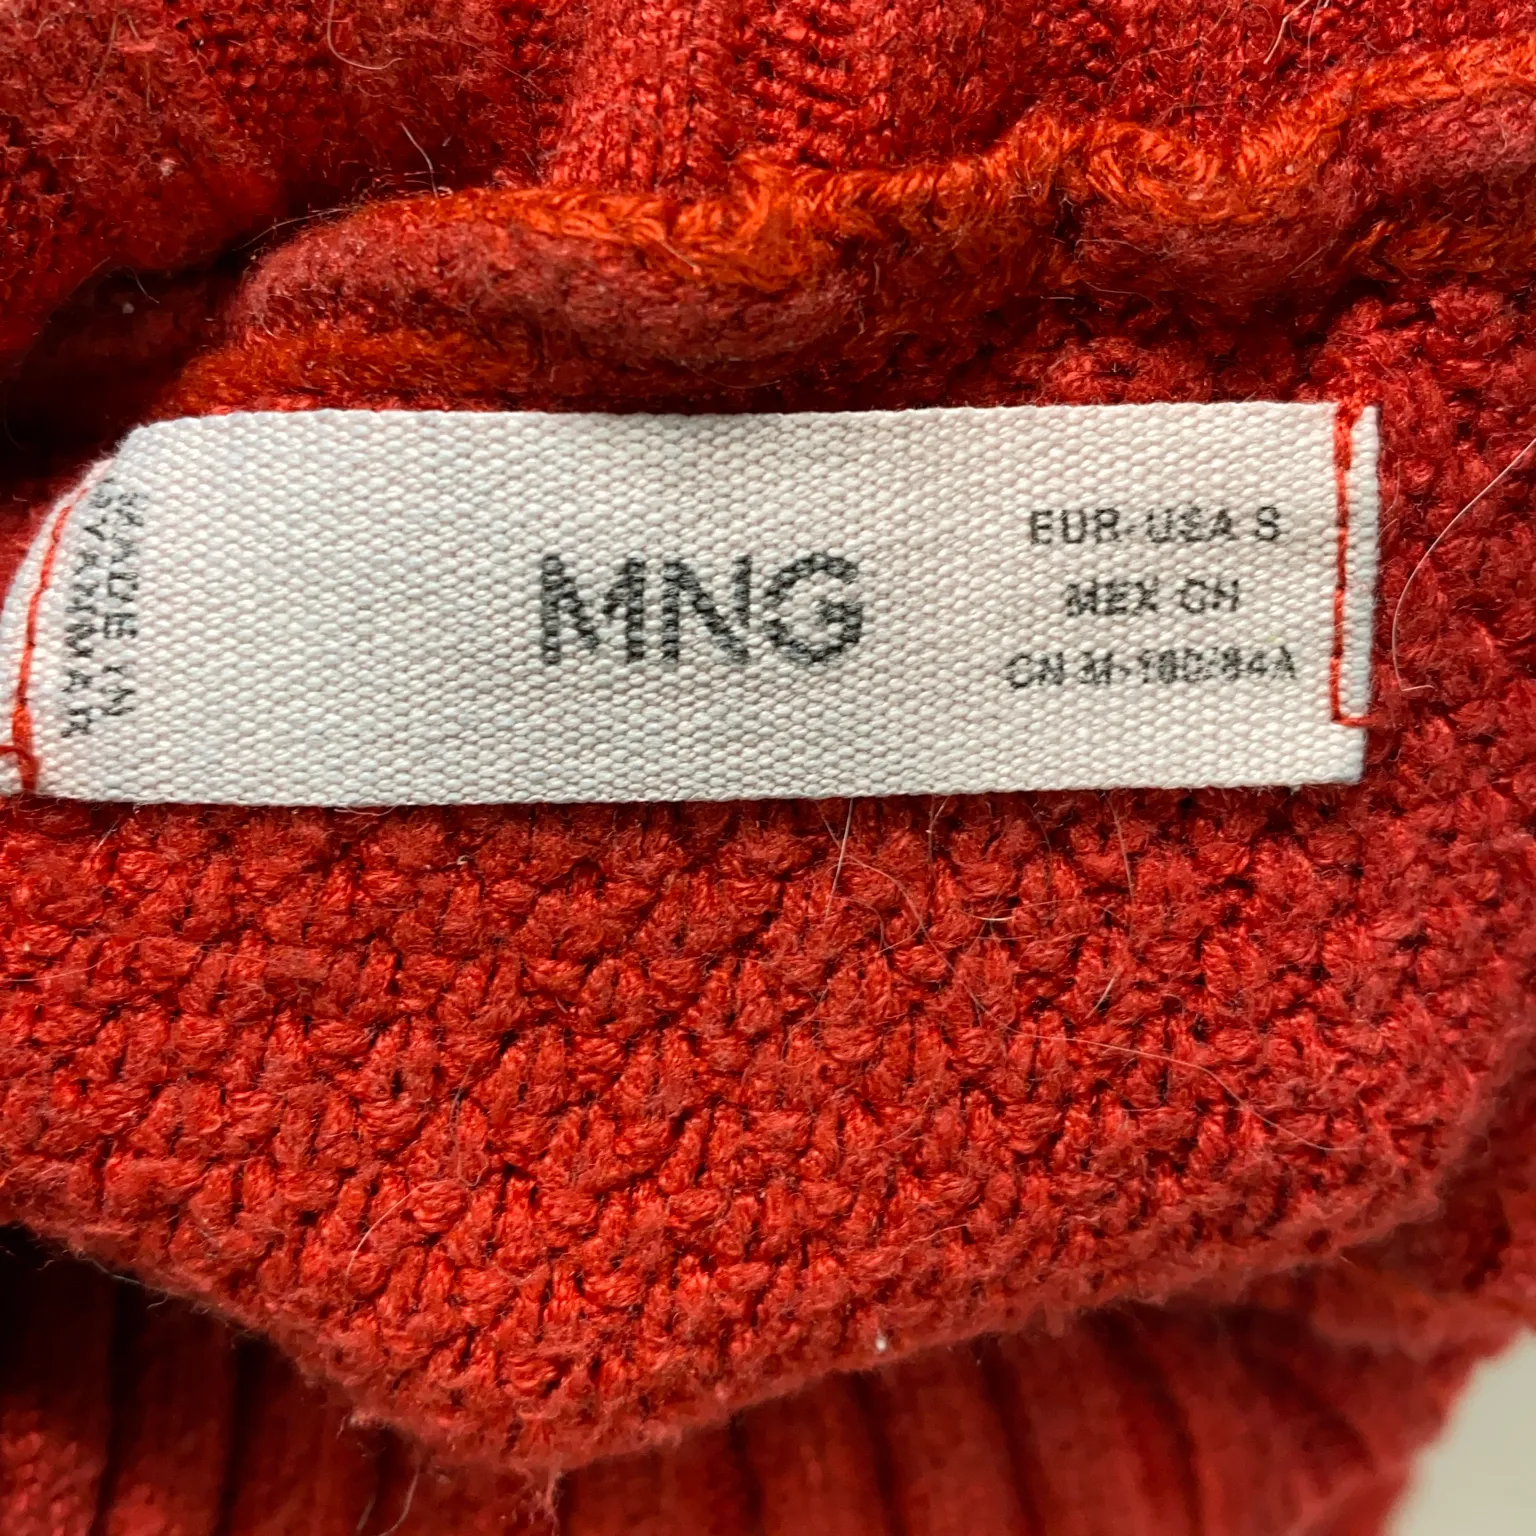 MADE IN
MYANMAR
MNG
EUR-USA S
MEX CH
CN M-160/84A